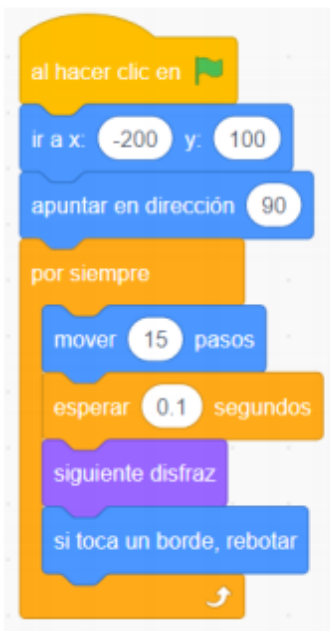 al hacer clic en
ir a x: -200 y: 100
apuntar en dirección 90
por siempre
mover 15 pasos
esperar 0.1 segundos
siguiente disfraz
si toca un borde, rebotar